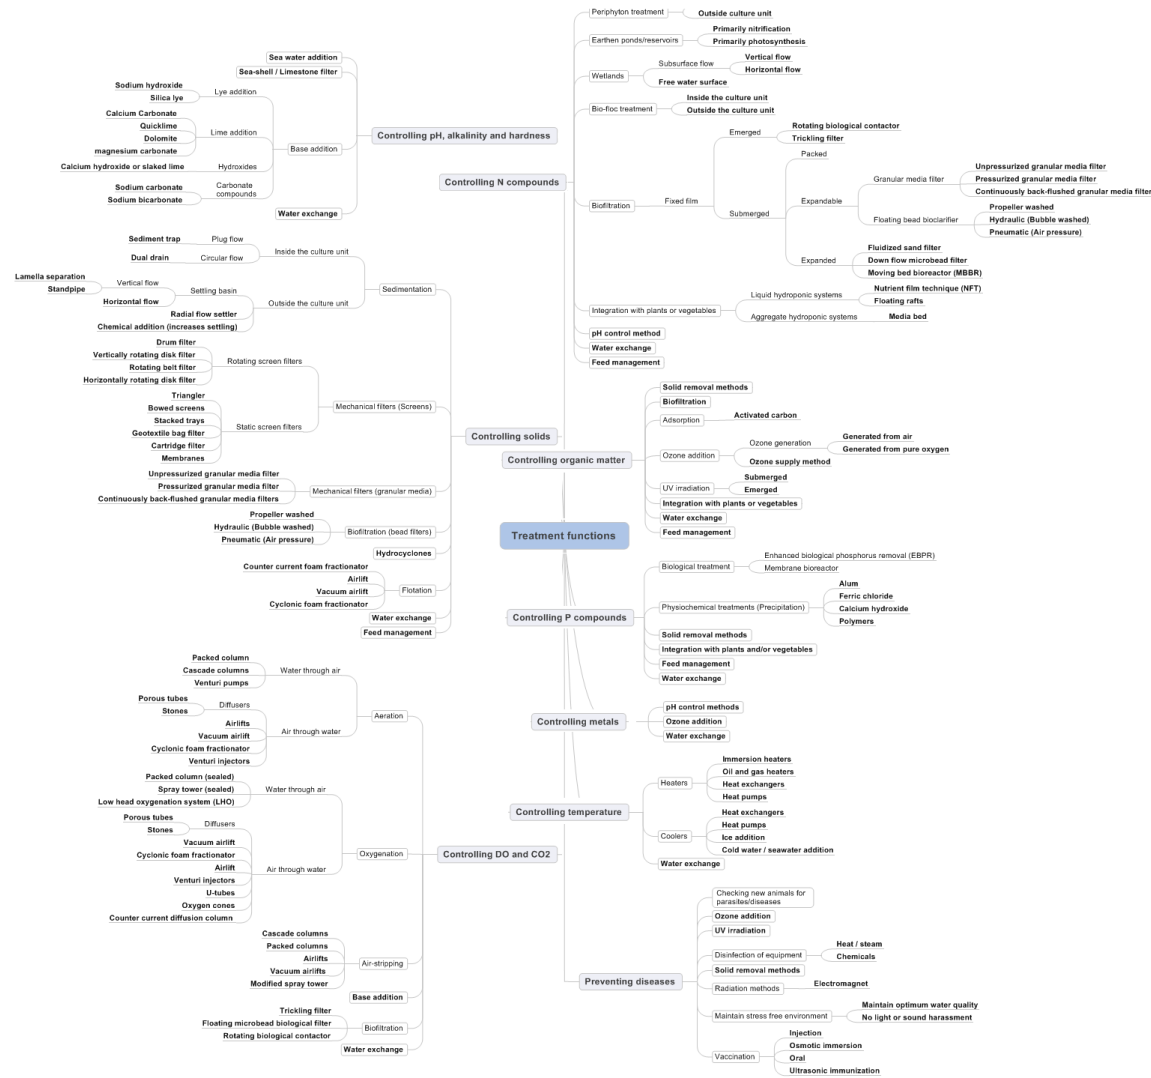 Treatment functions
Controlling pH, alkalinity and hardness
Sea water addition
Sea-shell / Limestone filter
Base addition
Lye addition
Sodium hydroxide
Silica lye
Lime addition
Calcium Carbonate
Quicklime
Dolomite
magnesium carbonate
Hydroxides
Calcium hydroxide or slaked lime
Carbonate
compounds
Sodium carbonate
Sodium bicarbonate
Water exchange
Controlling solids
Sedimentation
Inside the culture unit
Plug flow
Sediment trap
Circular flow
Dual drain
Outside the culture unit
Settling basin
Vertical flow
Lamella separation
Standpipe
Horizontal flow
Radial flow settler
Chemical addition (increases settling)
Mechanical filters (Screens)
Rotating screen filters
Drum filter
Vertically rotating disk filter
Rotating belt filter
Horizontally rotating disk filter
Static screen filters
Triangler
Bowed screens
Stacked trays
Geotextile bag filter
Cartridge filter
Membranes
Mechanical filters (granular media)
Unpressurized granular media filter
Pressurized granular media filter
Continuously back-flushed granular media filters
Biofiltration (bead filters)
Propeller washed
Hydraulic (Bubble washed)
Pneumatic (Air pressure)
Hydrocyclones
Flotation
Counter current foam fractionator
Airlift
Vacuum airlift
Cyclonic foam fractionator
Water exchange
Feed management
Controlling DO and CO2
Aeration
Water through air
Packed column
Cascade columns
Venturi pumps
Air through water
Diffusers
Porous tubes
Stones
Airlifts
Vacuum airlift
Cyclonic foam fractionator
Venturi injectors
Oxygenation
Water through air
Packed column (sealed)
Spray tower (sealed)
Low head oxygenation system (LHO)
Air through water
Diffusers
Porous tubes
Stones
Vacuum airlift
Cyclonic foam fractionator
Airlift
Venturi injectors
U-tubes
Oxygen cones
Counter current diffusion column
Air-stripping
Cascade columns
Packed columns
Airlifts
Vacuum airlifts
Modified spray tower
Base addition
Biofiltration
Trickling filter
Floating microbead biological filter
Rotating biological contactor
Water exchange
Controlling N compounds
Periphyton treatment
Outside culture unit
Earthen ponds/reservoirs
Primarily nitrification
Primarily photosynthesis
Wetlands
Subsurface flow
Vertical flow
Horizontal flow
Free water surface
Bio-floc treatment
Inside the culture unit
Outside the culture unit
Biofiltration
Fixed film
Emerged
Rotating biological contactor
Trickling filter
Submerged
Packed
Expandable
Granular media filter
Unpressurized granular media filter
Pressurized granular media filter
Continuously back-flushed granular media filter
Floating bead bioclarifier
Propeller washed
Hydraulic (Bubble washed)
Pneumatic (Air pressure)
Expanded
Fluidized sand filter
Down flow microbead filter
Moving bed bioreactor (MBBR)
Integration with plants or vegetables
Liquid hydroponic systems
Nutrient film technique (NFT)
Floating rafts
Aggregate hydroponic systems
Media bed
pH control method
Water exchange
Feed management
Controlling organic matter
Solid removal methods
Biofiltration
Adsorption
Activated carbon
Ozone addition
Ozone generation
Generated from air
Generated from pure oxygen
Ozone supply method
UV irradiation
Submerged
Emerged
Integration with plants or vegetables
Water exchange
Feed management
Controlling P compounds
Biological treatment
Enhanced biological phosphorus removal (EBPR)
Membrane bioreactor
Physiochemical treatments (Precipitation)
Alum
Ferric chloride
Calcium hydroxide
Polymers
Solid removal methods
Integration with plants and/or vegetables
Feed management
Water exchange
Controlling metals
pH control methods
Ozone addition
Water exchange
Controlling temperature
Heaters
Immersion heaters
Oil and gas heaters
Heat exchangers
Heat pumps
Coolers
Heat exchangers
Heat pumps
Ice addition
Cold water / seawater addition
Water exchange
Preventing diseases
Checking new animals for
parasites/diseases
Ozone addition
UV irradiation
Disinfection of equipment
Heat / steam
Chemicals
Solid removal methods
Radiation methods
Electromagnet
Maintain stress free environment
Maintain optimum water quality
No light or sound harassment
Vaccination
Injection
Osmotic immersion
Oral
Ultrasonic immunization